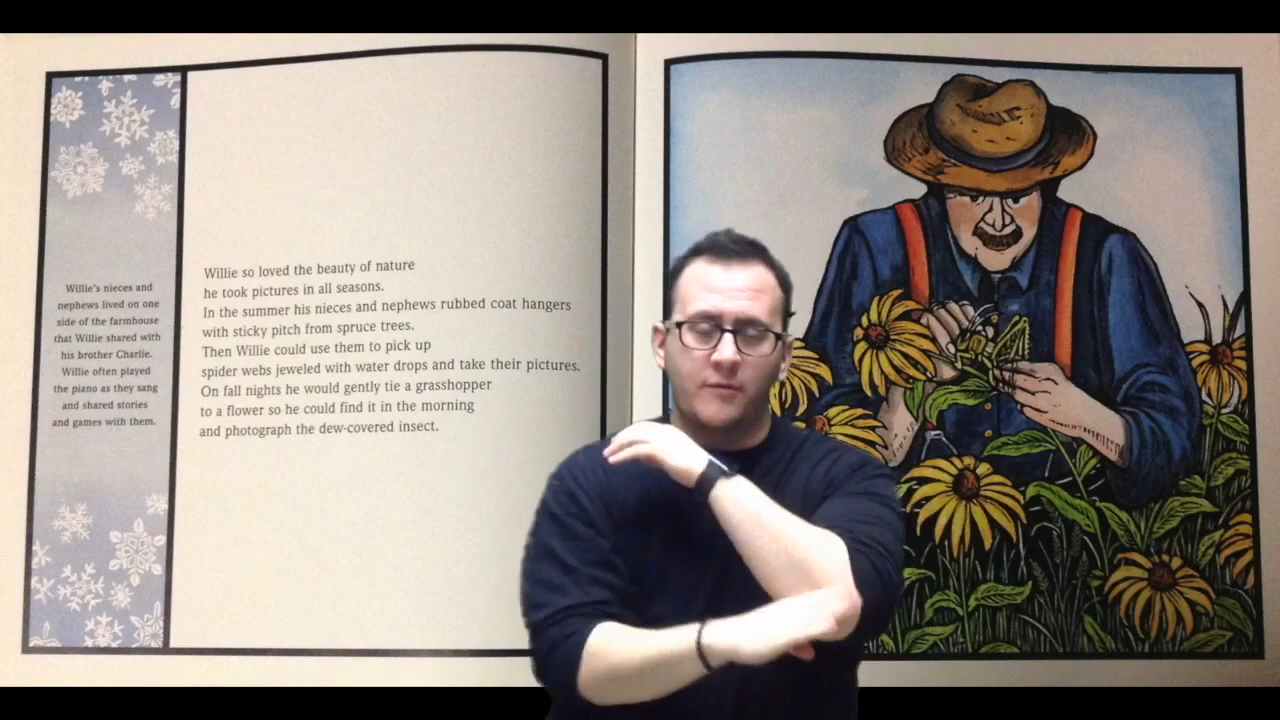 Willie's nieces and
nephews lived on one
side of the farmhouse
that Willie shared with
his brother Charlie.
Willie often played
the piano as they sang
and shared stories
and games with them.
Willie so loved the beauty of nature
he took pictures in all seasons.
In the summer his nieces and nephews rubbed coat hangers
with sticky pitch from spruce trees.
Then Willie could use them to pick up
spider webs jeweled with water drops and take their pictures.
On fall nights he would gently tie a grasshopper
to a flower so he could find it in the morning
and photograph the dew-covered insect.